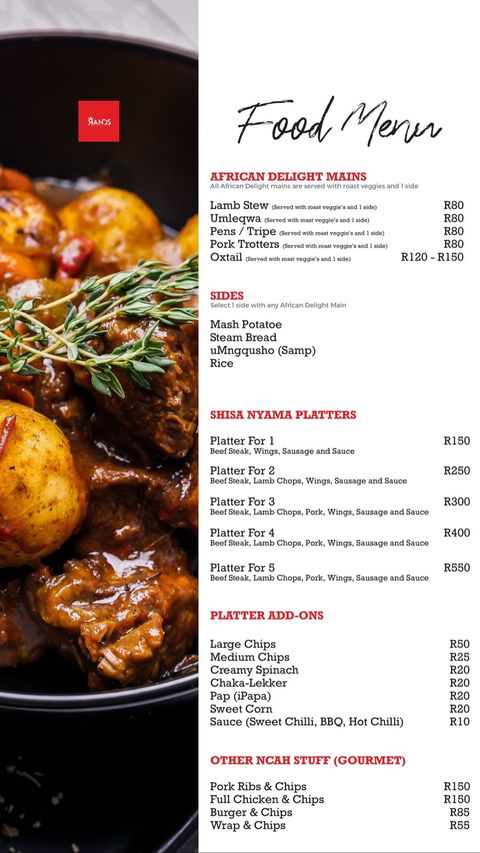 RANDS
Food Menu
AFRICAN DELIGHT MAINS
All African Delight mains are served with roast veggies and 1 side
Lamb Stew (Served with roast veggie's and 1 side) R80
Umleqwa (Served with roast veggie's and 1 side) R80
Pens / Tripe (Served with roast veggie's and 1 side) R80
Pork Trotters (Served with roast veggie's and 1 side) R80
Oxtail (Served with roast veggie's and 1 side) R120 - R150
SIDES
Select 1 side with any African Delight Main
Mash Potatoe
Steam Bread
uMngqusho (Samp)
Rice
SHISA NYAMA PLATTERS
Platter For 1 R150
Beef Steak, Wings, Sausage and Sauce
Platter For 2 R250
Beef Steak, Lamb Chops, Wings, Sausage and Sauce
Platter For 3 R300
Beef Steak, Lamb Chops, Pork, Wings, Sausage and Sauce
Platter For 4 R400
Beef Steak, Lamb Chops, Pork, Wings, Sausage and Sauce
Platter For 5 R550
Beef Steak, Lamb Chops, Pork, Wings, Sausage and Sauce
PLATTER ADD-ONS
Large Chips R50
Medium Chips R25
Creamy Spinach R20
Chaka-Lekker R20
Pap (iPapa) R20
Sweet Corn R20
Sauce (Sweet Chilli, BBQ, Hot Chilli) R10
OTHER NCAH STUFF (GOURMET)
Pork Ribs & Chips R150
Full Chicken & Chips R150
Burger & Chips R85
Wrap & Chips R55